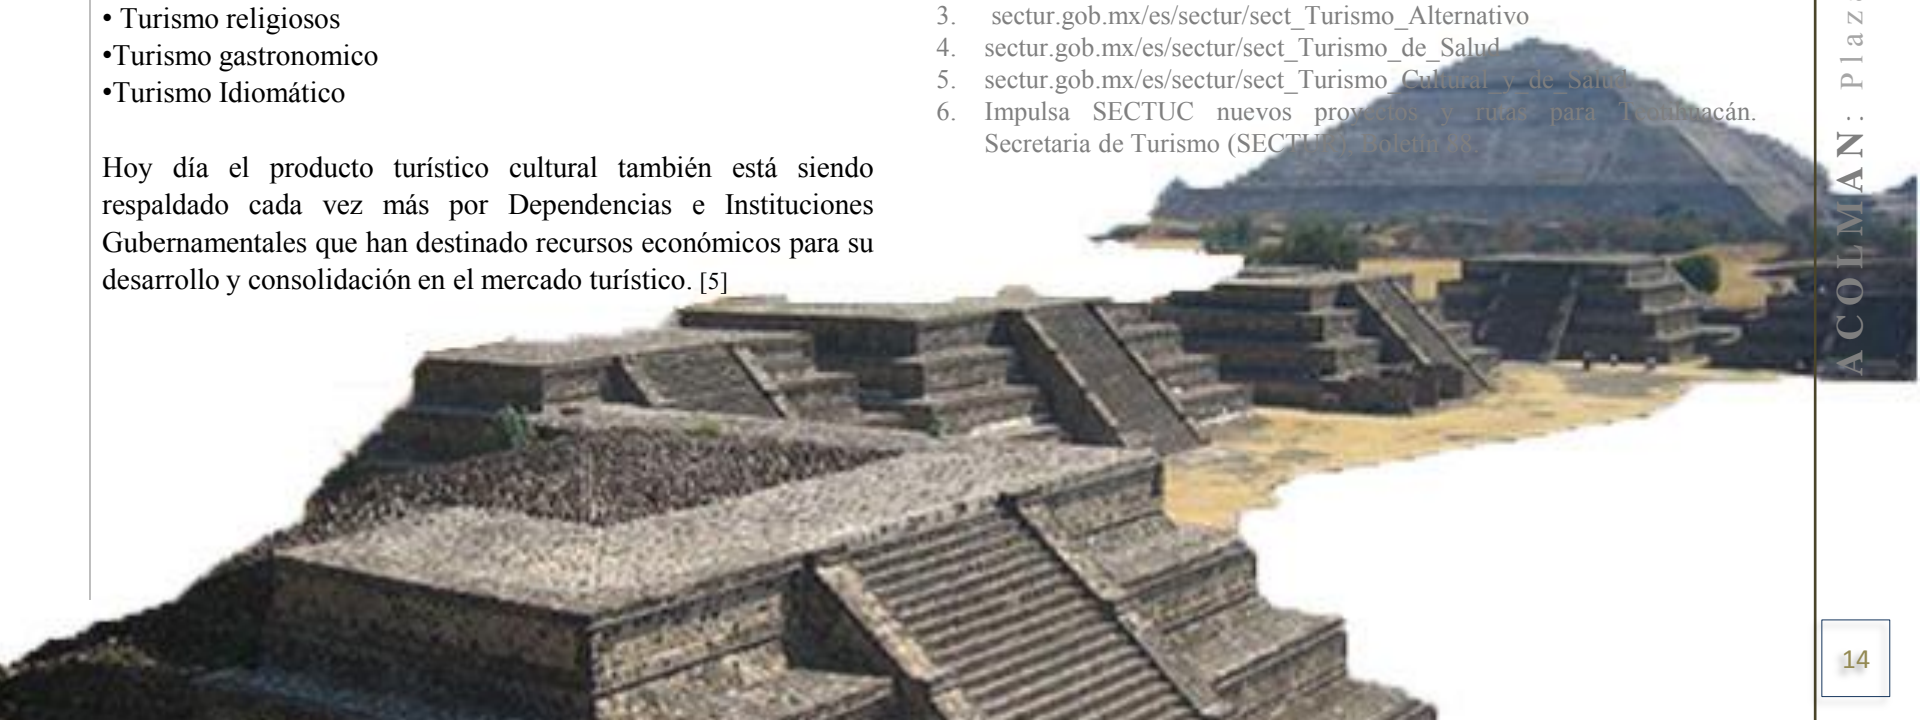 • Turismo religiosos
•Turismo gastronomico
•Turismo Idiomático
Hoy día el producto turístico cultural también está siendo
respaldado cada vez más por Dependencias e Instituciones
Gubernamentales que han destinado recursos económicos para su
desarrollo y consolidación en el mercado turístico. [5]
3. sectur.gob.mx/es/sectur/sect_Turismo_Alternativo
4. sectur.gob.mx/es/sectur/sect_Turismo_de_Salud
5. sectur.gob.mx/es/sectur/sect_Turismo_Cultural_y_de_Salud
6. Impulsa SECTUC nuevos proyectos y rutas para Teotihuacán.
Secretaria de Turismo (SECTUR). Boletín
ACOLMAN:
14